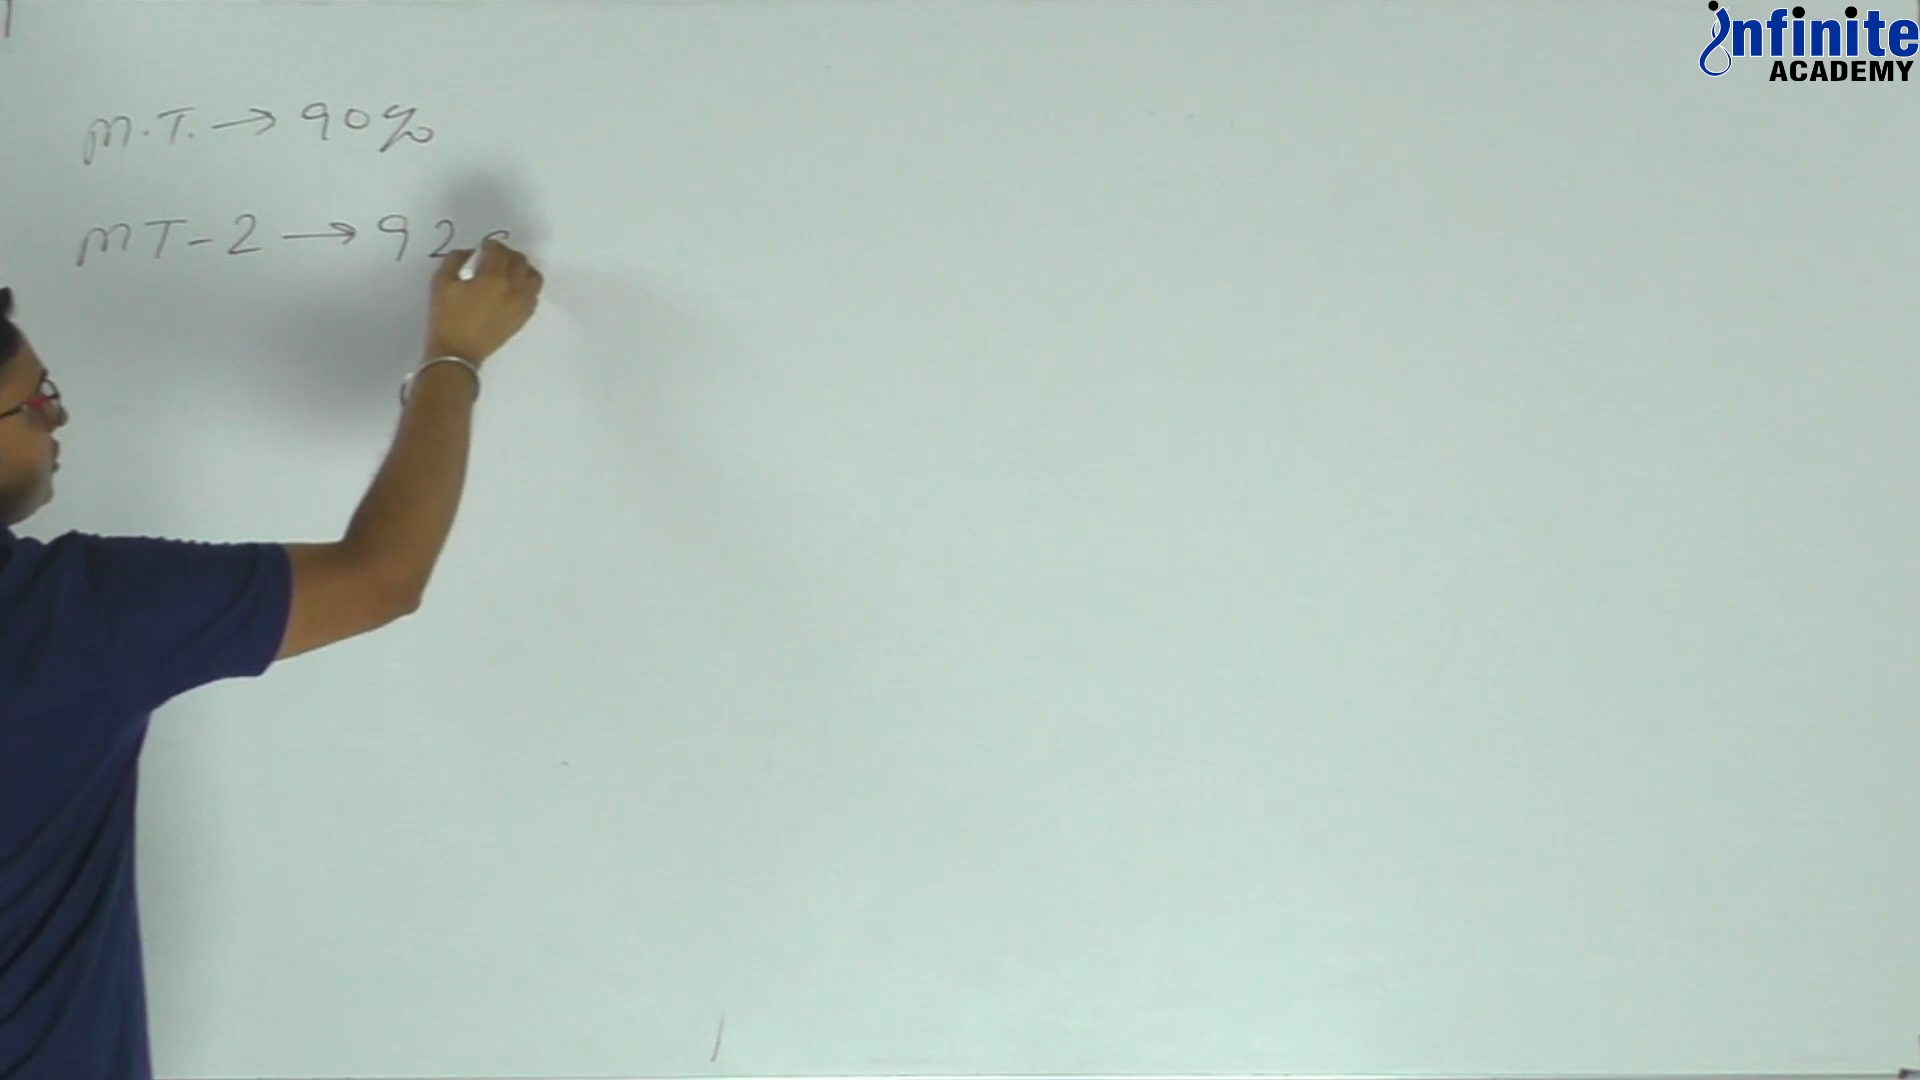 infinite
ACADEMY
M.T. → 90%
MT-2 → 92